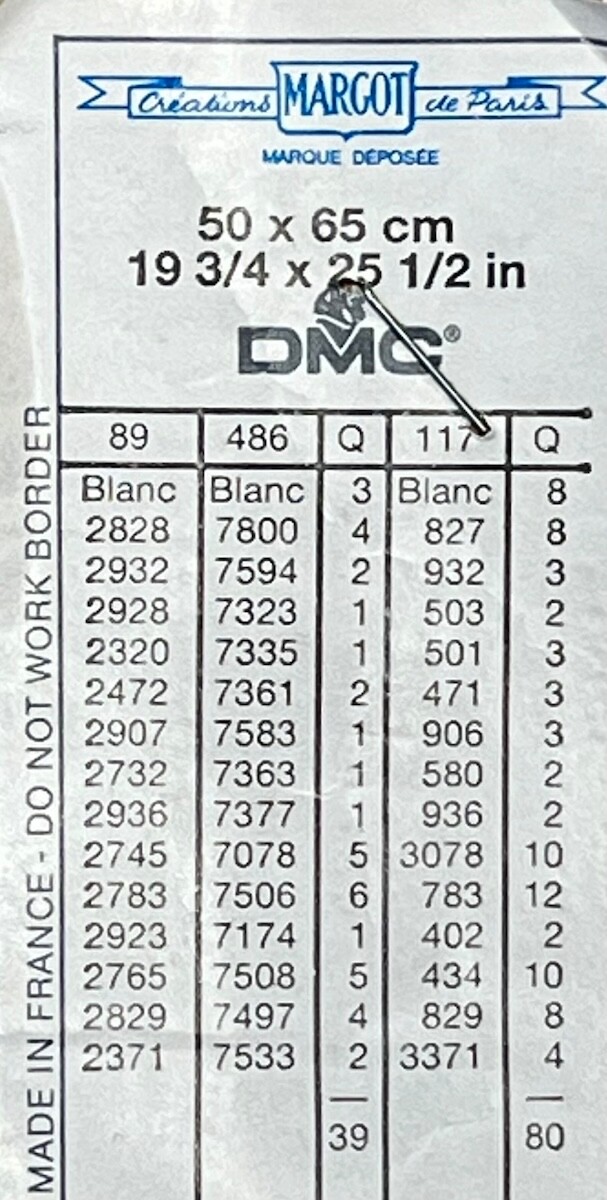 Créations MARGOT de Paris
MARQUE DÉPOSÉE
50 x 65 cm
19 3/4 x 25 1/2 in
DMC®
89 486 Q 117 Q
Blanc Blanc 3 Blanc 8
2828 7800 4 827 8
2932 7594 2 932 3
2928 7323 1 503 2
2320 7335 1 501 3
2472 7361 2 471 3
2907 7583 1 906 3
2732 7363 1 580 2
2936 7377 1 936 2
2745 7078 5 3078 10
2783 7506 6 783 12
2923 7174 1 402 2
2765 7508 5 434 10
2829 7497 4 829 8
2371 7533 2 3371 4
39 80
MADE IN FRANCE - DO NOT WORK BORDER